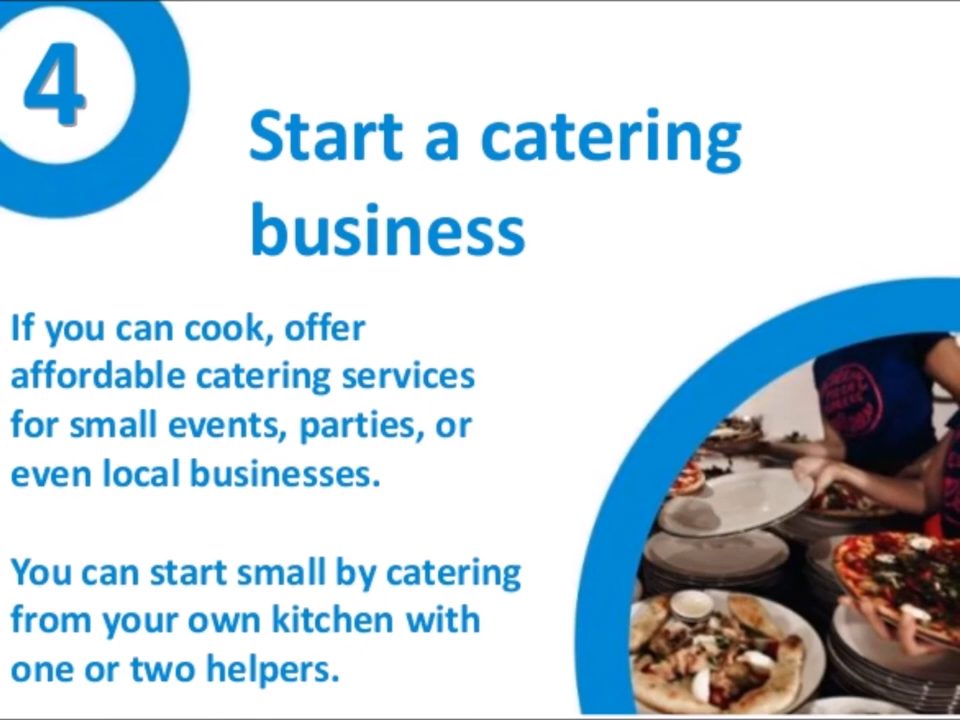 4
Start a catering
business
If you can cook, offer
affordable catering services
for small events, parties, or
even local businesses.
You can start small by catering
from your own kitchen with
one or two helpers.